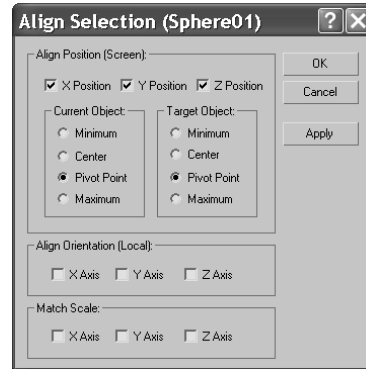 Align Selection (Sphere01)
Align Position (Screen):
X Position Y Position Z Position
Current Object: Target Object:
Minimum Minimum
Center Center
Pivot Point Pivot Point
Maximum Maximum
Align Orientation (Local):
X Axis Y Axis Z Axis
Match Scale:
X Axis Y Axis Z Axis
OK
Cancel
Apply